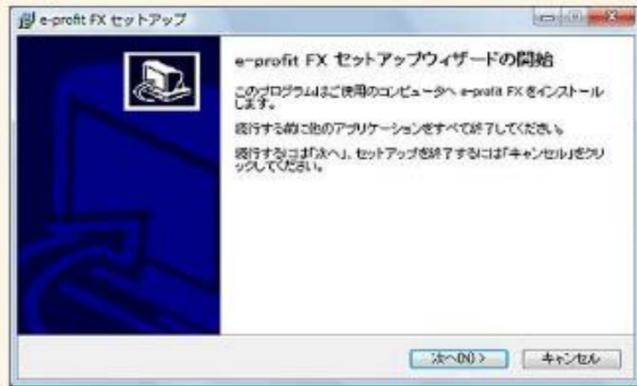 e-profit FX セットアップ
e-profit FX セットアップウィザードの開始
このプログラムはご使用のコンピュータへ e-profit FX をインストール
します。
続行する前に他のアプリケーションをすべて終了してください。
続行するには「次へ」、セットアップを終了するには「キャンセル」をクリ
ックしてください。
次へ(N) >
キャンセル